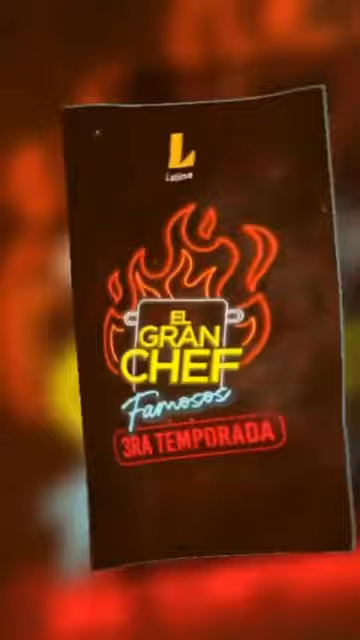 L
Latina
EL
GRAN
CHEF
Famosos
3RA TEMPORADA